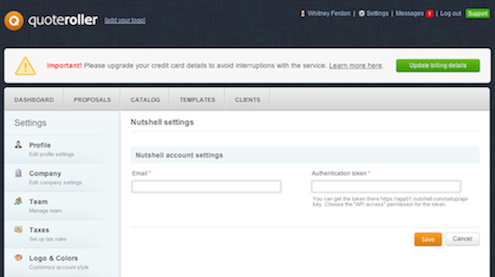 quoteroller [add your logo]
Whitney Ferdon | Settings | Messages 1 | Log out Support
Important! Please upgrade your credit card details to avoid interruptions with the service. Learn more here.
Update billing details
DASHBOARD PROPOSALS CATALOG TEMPLATES CLIENTS
Settings
Profile
Edit profile settings
Company
Edit company settings
Team
Manage team
Taxes
Set up tax rules
Logo & Colors
Customize account style
Nutshell settings
Nutshell account settings
Email *
Authentication token *
You can get the token there https://app01.nutshell.com/setup/api-
key. Choose the "API access" permission for the token.
Save Cancel